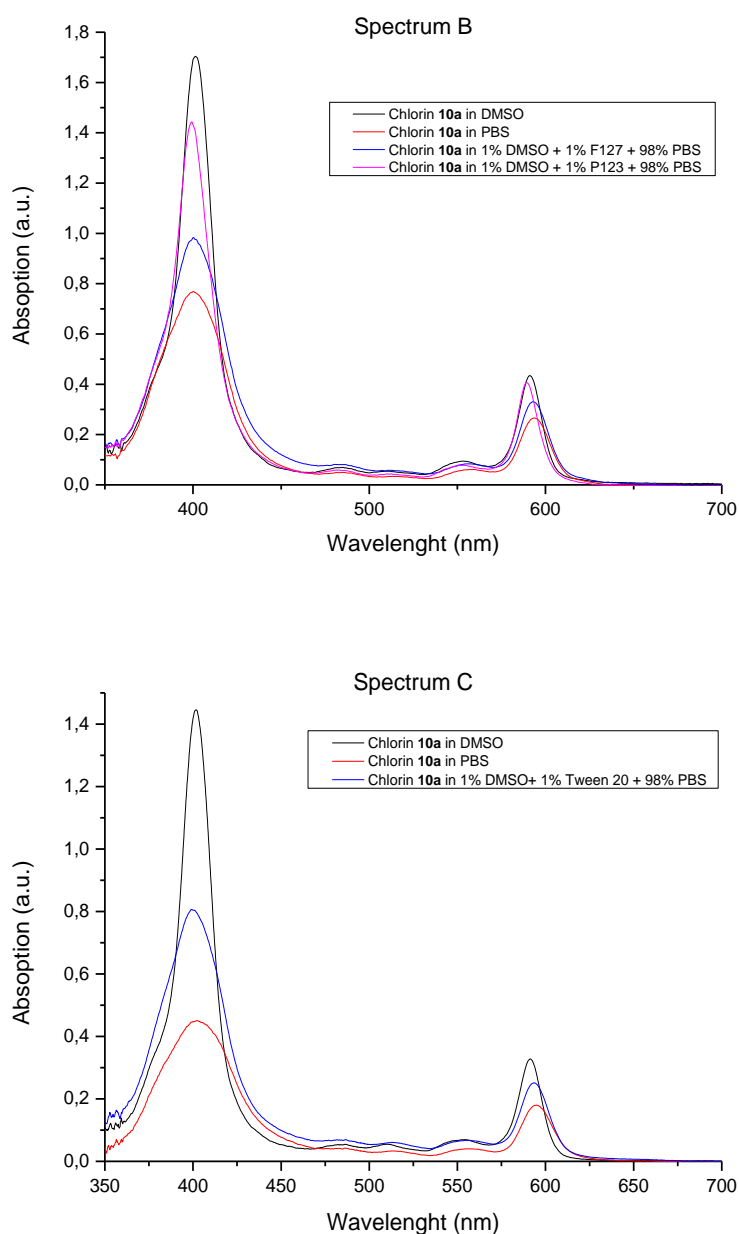 Spectrum B
1,8
1,6
1,4
1,2
1,0
0,8
0,6
0,4
0,2
0,0
Absoption (a.u.)
Chlorin 10a in DMSO
Chlorin 10a in PBS
Chlorin 10a in 1% DMSO + 1% F127 + 98% PBS
Chlorin 10a in 1% DMSO + 1% P123 + 98% PBS
400 500 600 700
Wavelenght (nm)
Spectrum C
1,4
1,2
1,0
0,8
0,6
0,4
0,2
0,0
Absoption (a.u.)
Chlorin 10a in DMSO
Chlorin 10a in PBS
Chlorin 10a in 1% DMSO+ 1% Tween 20 + 98% PBS
350 400 425 450 475 500 525 550 575 600 650 700
Wavelenght (nm)